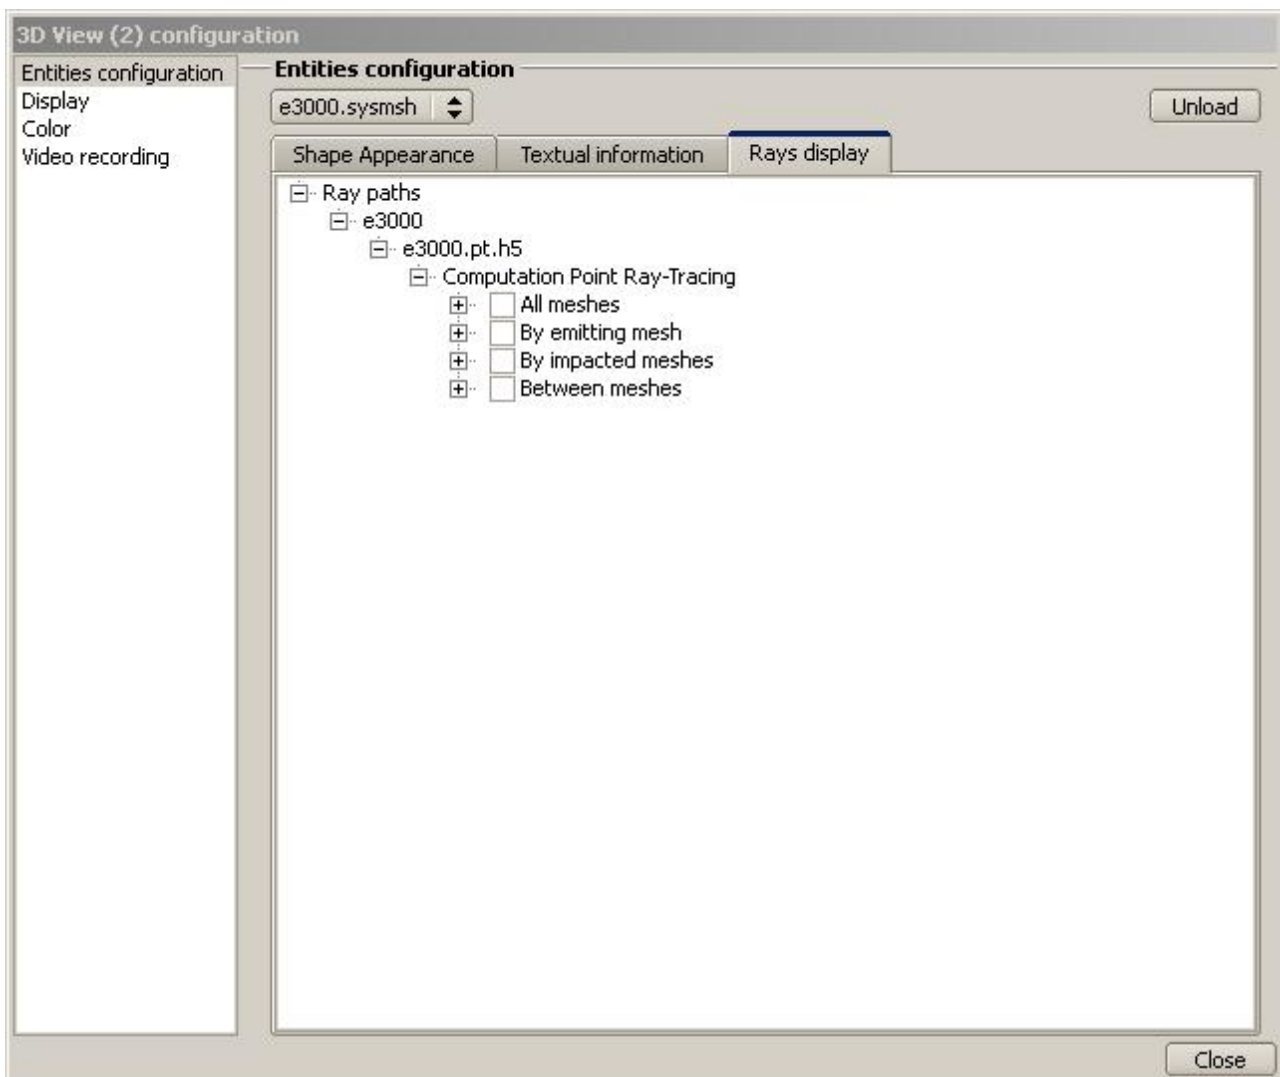 3D View (2) configuration
Entities configuration
Display
Color
Video recording
Entities configuration
e3000.sysmsh
Unload
Shape Appearance
Textual information
Rays display
Ray paths
e3000
e3000.pt.h5
Computation Point Ray-Tracing
All meshes
By emitting mesh
By impacted meshes
Between meshes
Close